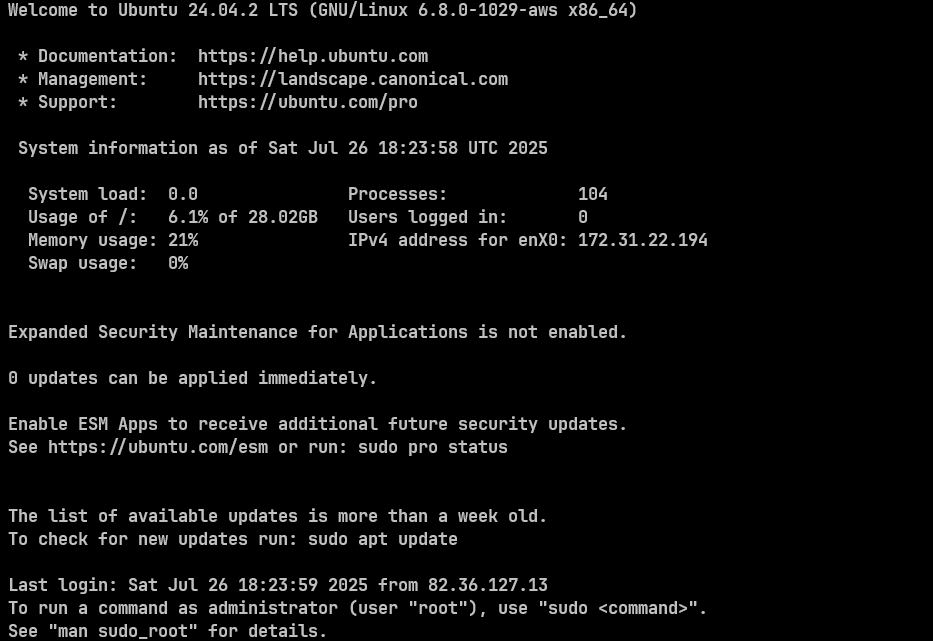 Welcome to Ubuntu 24.04.2 LTS (GNU/Linux 6.8.0-1029-aws x86_64)

 * Documentation:  https://help.ubuntu.com
 * Management:     https://landscape.canonical.com
 * Support:        https://ubuntu.com/pro

 System information as of Sat Jul 26 18:23:58 UTC 2025

  System load:  0.0               Processes:             104
  Usage of /:   6.1% of 28.02GB   Users logged in:       0
  Memory usage: 21%               IPv4 address for enX0: 172.31.22.194
  Swap usage:   0%


Expanded Security Maintenance for Applications is not enabled.

0 updates can be applied immediately.

Enable ESM Apps to receive additional future security updates.
See https://ubuntu.com/esm or run: sudo pro status


The list of available updates is more than a week old.
To check for new updates run: sudo apt update

Last login: Sat Jul 26 18:23:59 2025 from 82.36.127.13
To run a command as administrator (user "root"), use "sudo <command>".
See "man sudo_root" for details.